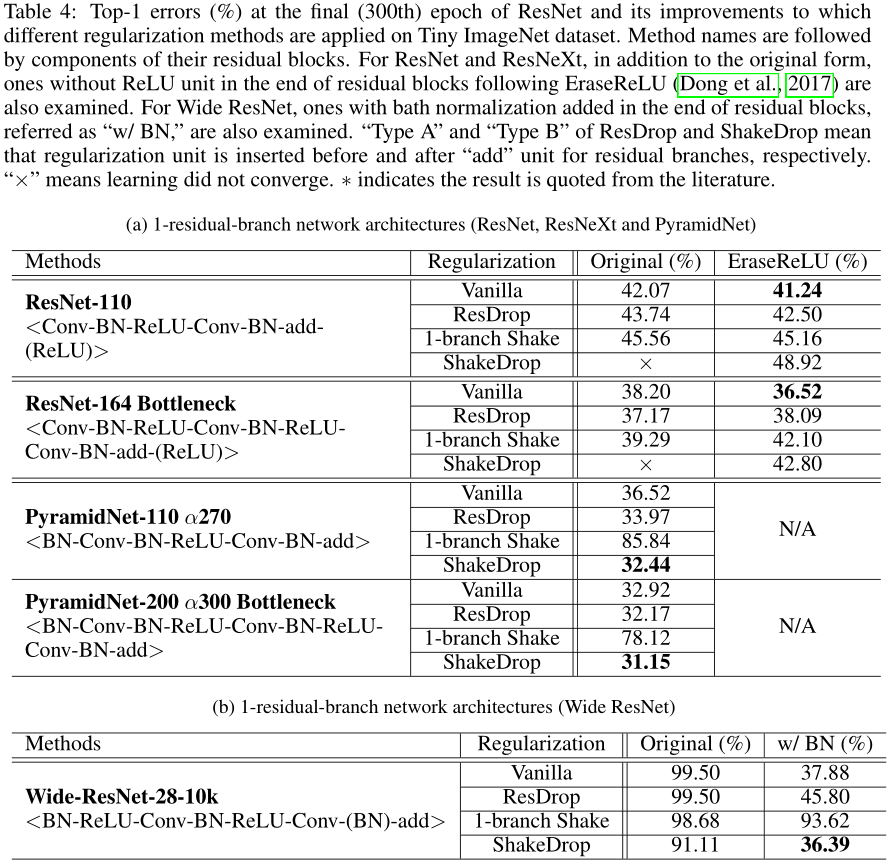 Table 4: Top-1 errors (%) at the final (300th) epoch of ResNet and its improvements to which
different regularization methods are applied on Tiny ImageNet dataset. Method names are followed
by components of their residual blocks. For ResNet and ResNeXt, in addition to the original form,
ones without ReLU unit in the end of residual blocks following EraseReLU (Dong et al., 2017) are
also examined. For Wide ResNet, ones with bath normalization added in the end of residual blocks,
referred as “w/ BN,” are also examined. “Type A” and “Type B” of ResDrop and ShakeDrop mean
that regularization unit is inserted before and after “add” unit for residual branches, respectively.
“×” means learning did not converge. ∗ indicates the result is quoted from the literature.
(a) 1-residual-branch network architectures (ResNet, ResNeXt and PyramidNet)
Methods Regularization Original (%) EraseReLU (%)
ResNet-110
<Conv-BN-ReLU-Conv-BN-add-
(ReLU)>
Vanilla 42.07 41.24
ResDrop 43.74 42.50
1-branch Shake 45.56 45.16
ShakeDrop × 48.92
ResNet-164 Bottleneck
<Conv-BN-ReLU-Conv-BN-ReLU-
Conv-BN-add-(ReLU)>
Vanilla 38.20 36.52
ResDrop 37.17 38.09
1-branch Shake 39.29 42.10
ShakeDrop × 42.80
PyramidNet-110 α270
<BN-Conv-BN-ReLU-Conv-BN-add>
Vanilla 36.52
ResDrop 33.97
1-branch Shake 85.84
ShakeDrop 32.44
N/A
PyramidNet-200 α300 Bottleneck
<BN-Conv-BN-ReLU-Conv-BN-ReLU-
Conv-BN-add>
Vanilla 32.92
ResDrop 32.17
1-branch Shake 78.12
ShakeDrop 31.15
N/A
(b) 1-residual-branch network architectures (Wide ResNet)
Methods Regularization Original (%) w/ BN (%)
Wide-ResNet-28-10k
<BN-ReLU-Conv-BN-ReLU-Conv-(BN)-add>
Vanilla 99.50 37.88
ResDrop 99.50 45.80
1-branch Shake 98.68 93.62
ShakeDrop 91.11 36.39